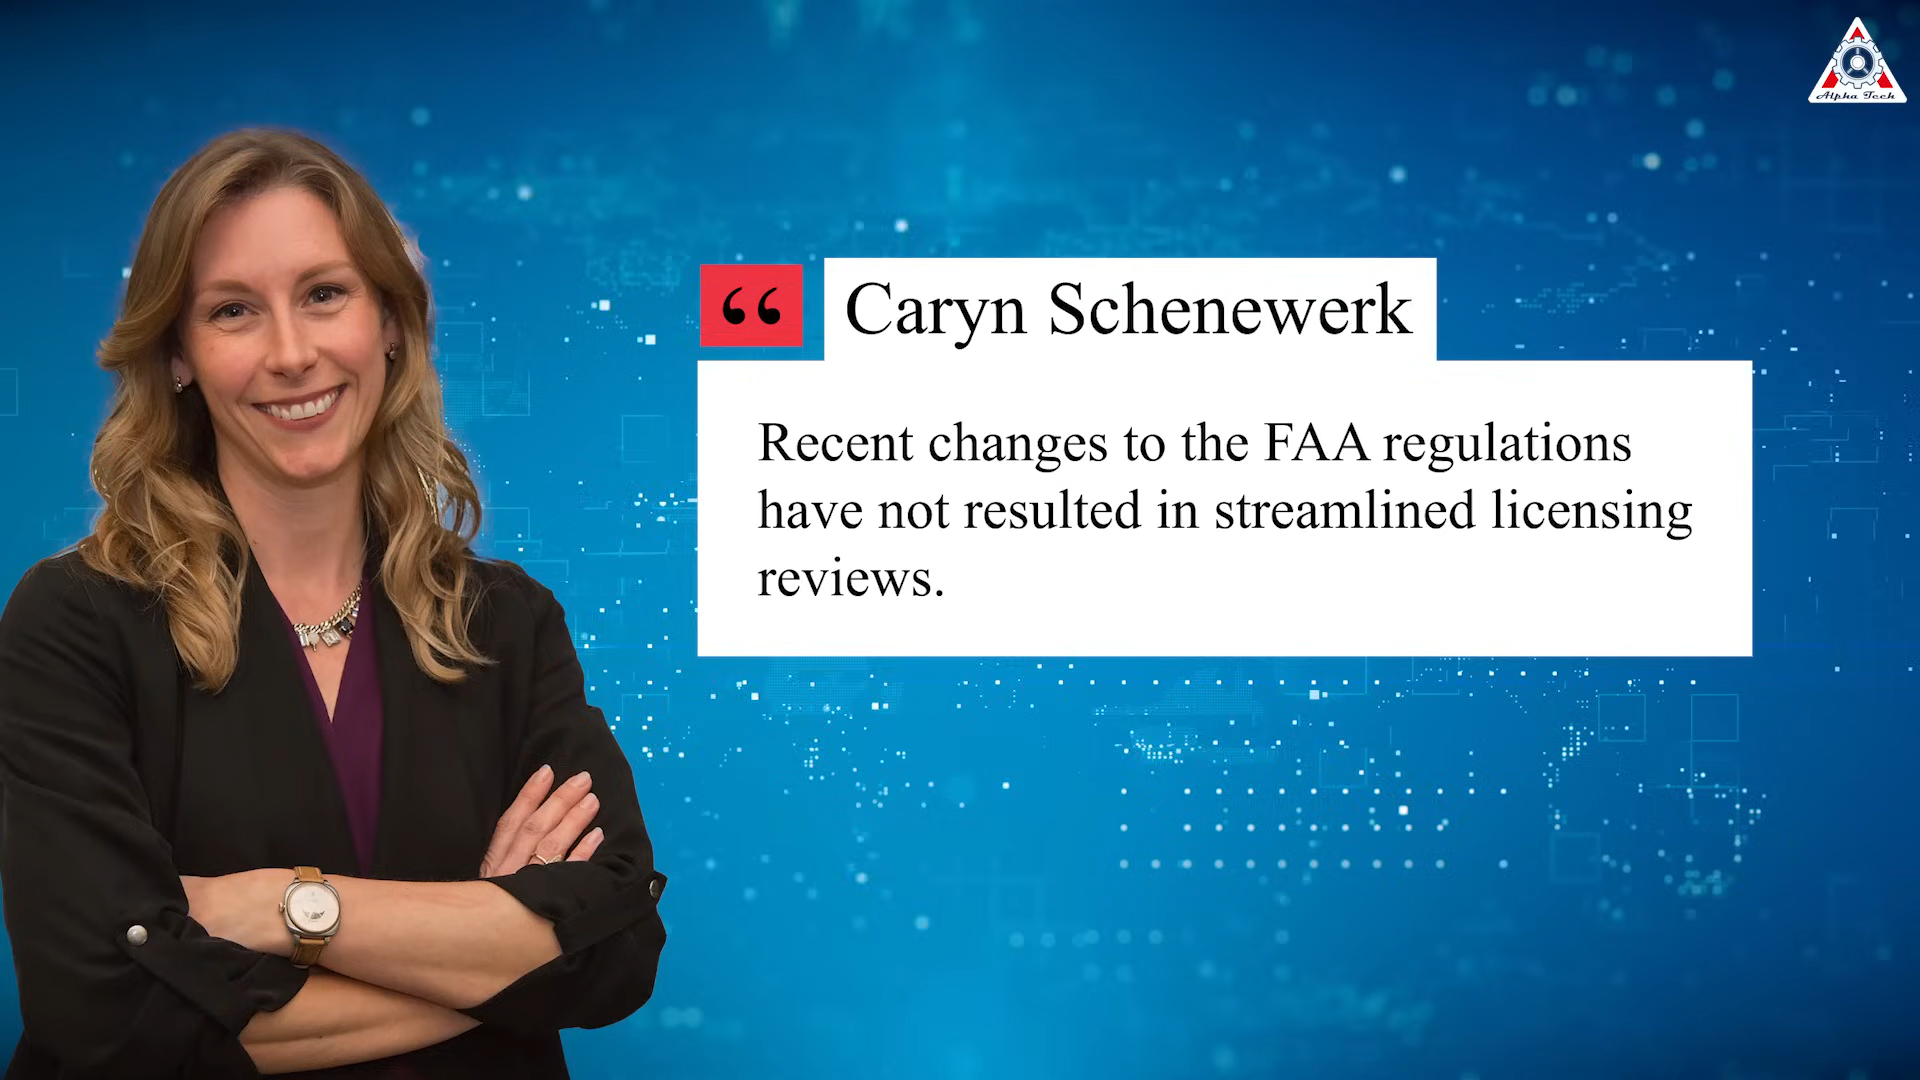 Alpha Tech
“
Caryn Schenewerk
Recent changes to the FAA regulations
have not resulted in streamlined licensing
reviews.